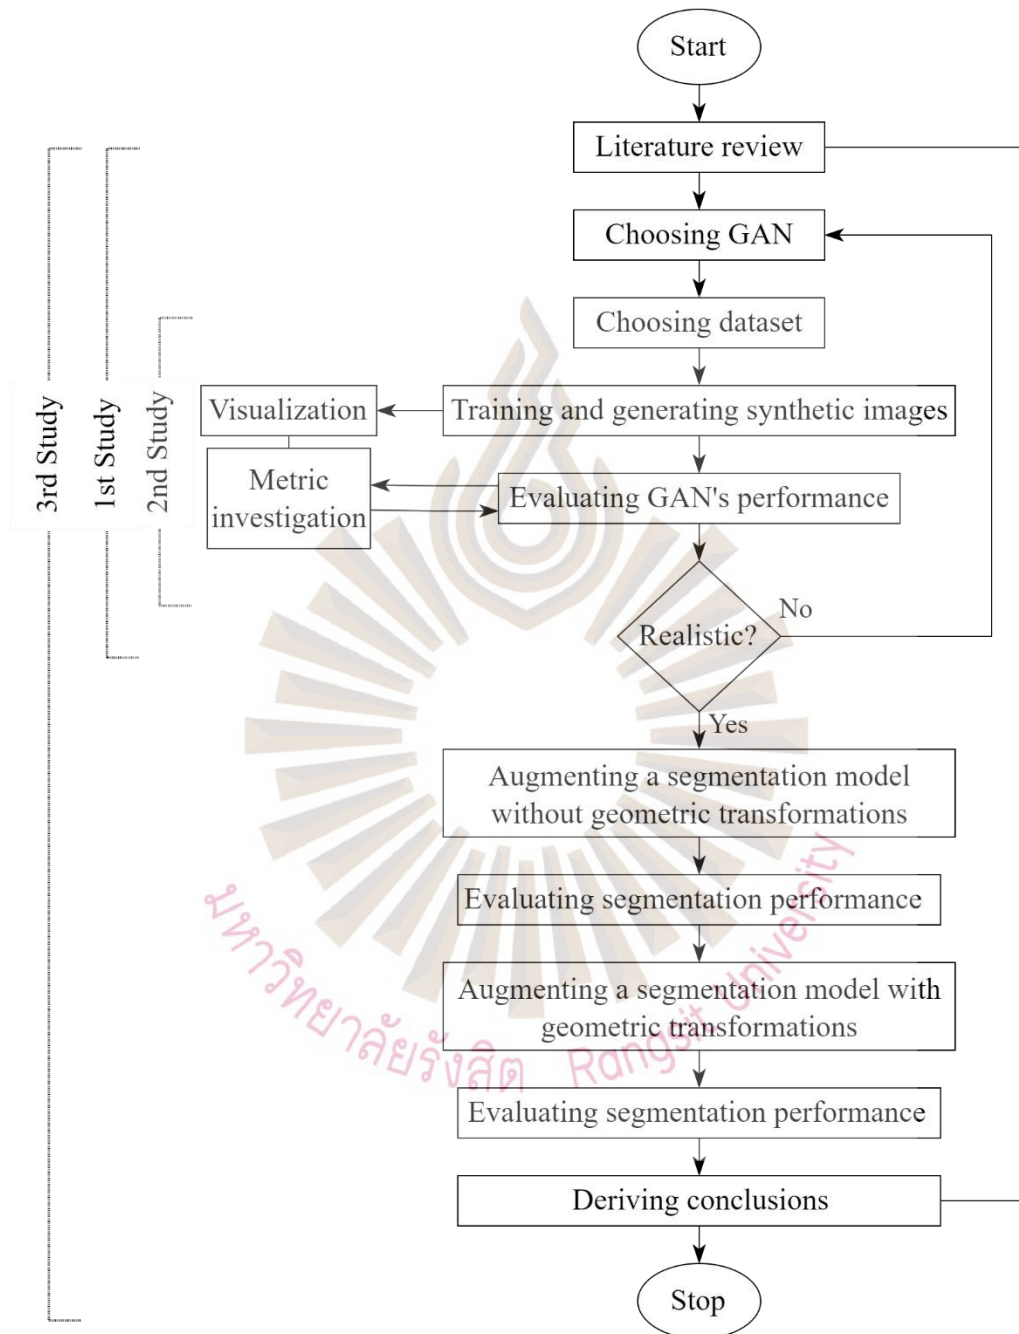 Start
Literature review
Choosing GAN
Choosing dataset
3rd Study
1st Study
2nd Study
Visualization
Training and generating synthetic images
Metric
investigation
Evaluating GAN's performance
Realistic?
No
Yes
Augmenting a segmentation model
without geometric transformations
Evaluating segmentation performance
Augmenting a segmentation model with
geometric transformations
Evaluating segmentation performance
Deriving conclusions
Stop
มหาวิทยาลัยรังสิต Rangsit University